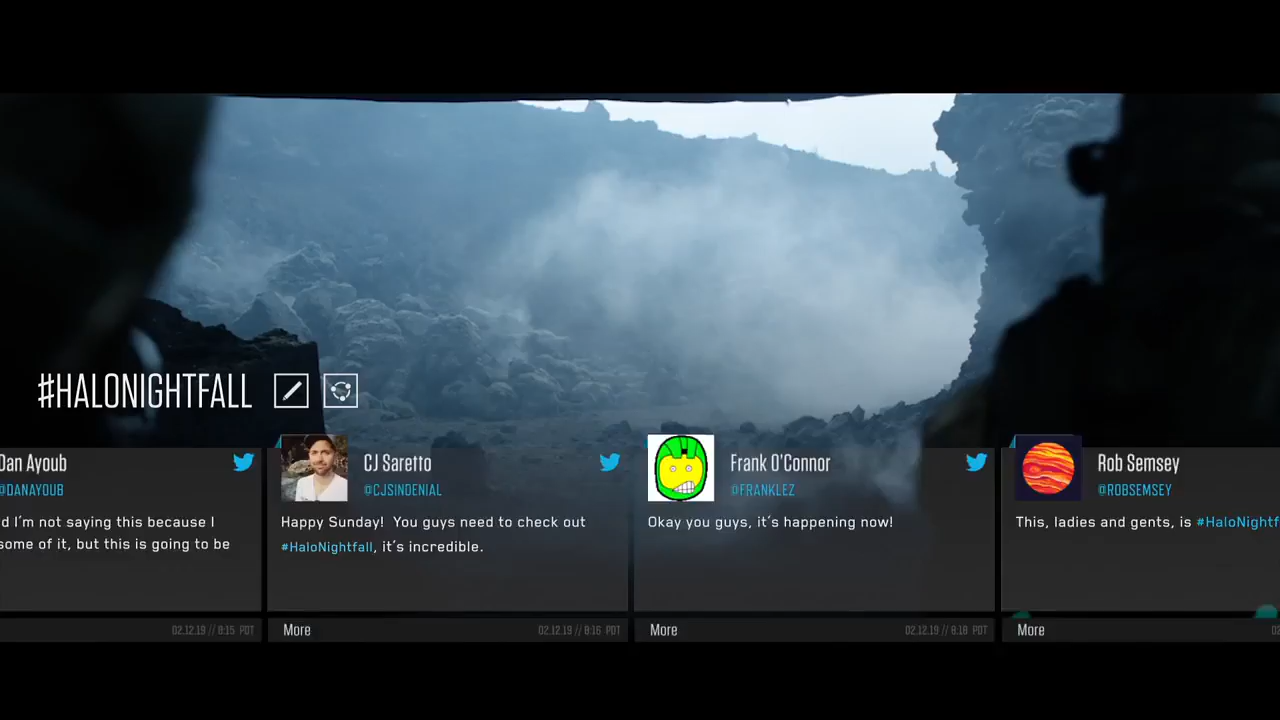 #HALONIGHTFALL
Dan Ayoub
@DANAYOUB
I'm not saying this because I
some of it, but this is going to be
02.12.19 // 8:15 PDT
CJ Saretto
@CJSINDENIAL
Happy Sunday! You guys need to check out
#HaloNightfall, it's incredible.
More
02.12.19 // 8:16 PDT
Frank O'Connor
@FRANKLEZ
Okay you guys, it's happening now!
More
02.12.19 // 8.18 PDT
Rob Semsey
@ROBSEMSEY
This, ladies and gents, is #HaloNightf
More